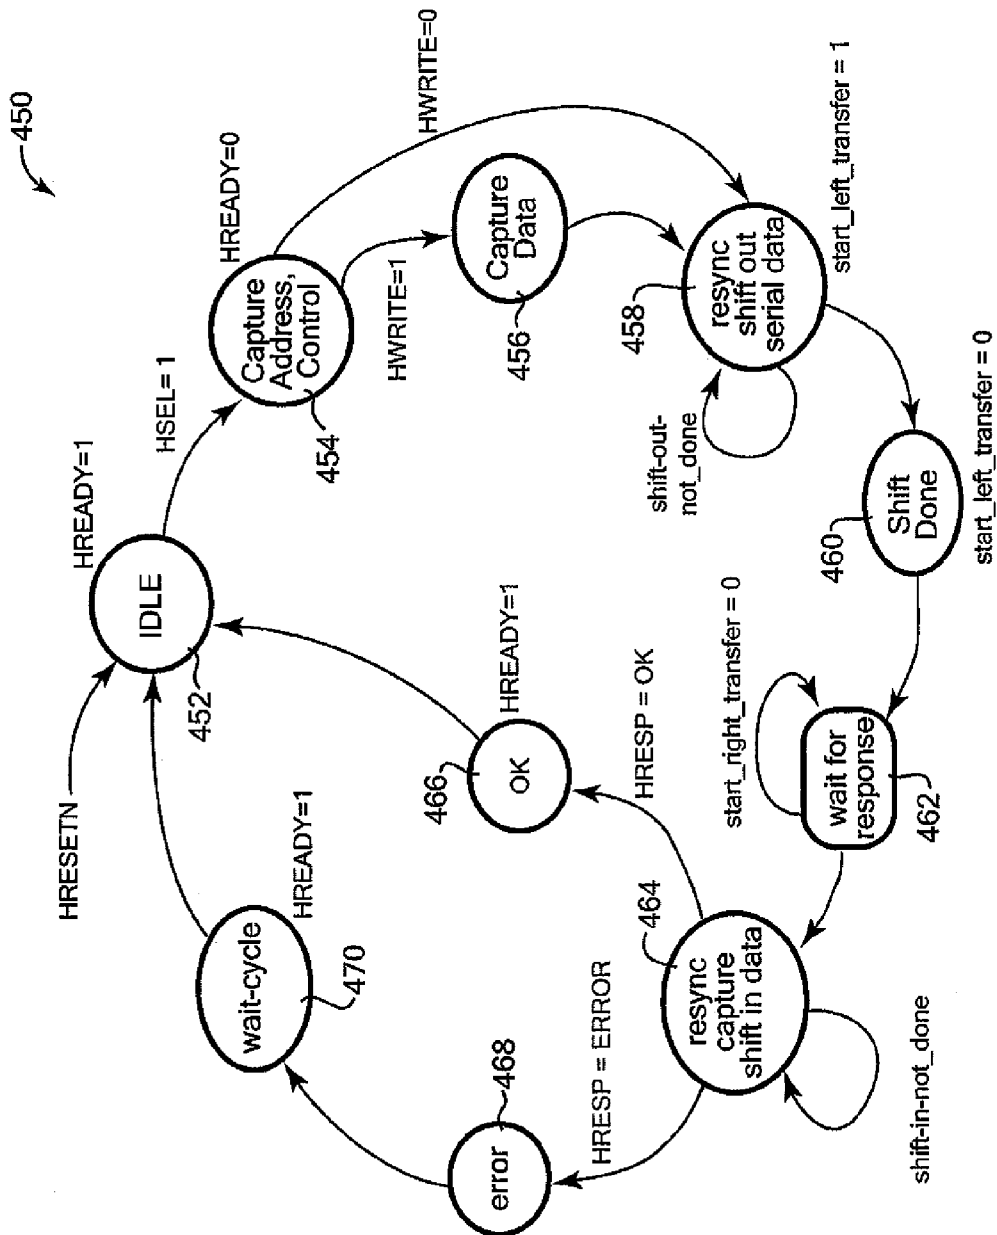 450
HRESETN
IDLE
452
HREADY=1
HSEL= 1
Capture
Address,
Control
454
HREADY=0
HWRITE=0
HWRITE=1
Capture
Data
456
resync
shift out
serial data
458
start_left_transfer = 1
shift-out-
not_done
Shift
Done
460
start_left_transfer = 0
wait for
response
462
start_right_transfer = 0
resync
capture
shift in data
464
shift-in-not_done
HRESP = OK
OK
466
HREADY=1
HRESP = ERROR
error
468
wait-cycle
470
HREADY=1